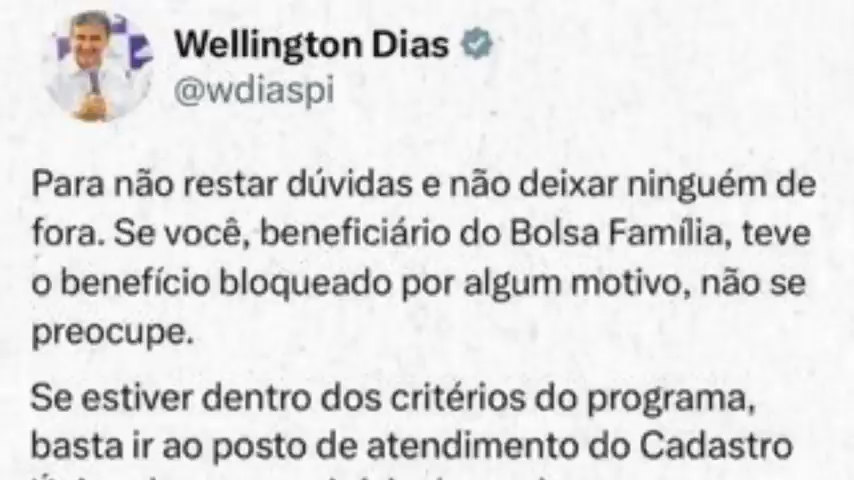 Wellington Dias
@wdiaspi
Para não restar dúvidas e não deixar ninguém de
fora. Se você, beneficiário do Bolsa Família, teve
o benefício bloqueado por algum motivo, não se
preocupe.
Se estiver dentro dos critérios do programa,
basta ir ao posto de atendimento do Cadastro